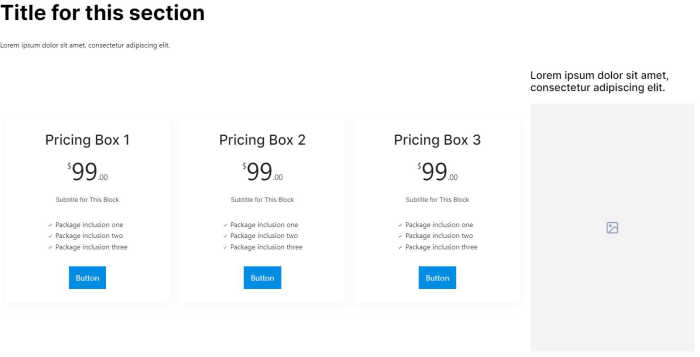 Title for this section
Lorem ipsum dolor sit amet, consectetur adipiscing elit.
Pricing Box 1
$99.00
Subtitle for This Block
✓ Package inclusion one
✓ Package inclusion two
✓ Package inclusion three
Button
Pricing Box 2
$99.00
Subtitle for This Block
✓ Package inclusion one
✓ Package inclusion two
✓ Package inclusion three
Button
Pricing Box 3
$99.00
Subtitle for This Block
✓ Package inclusion one
✓ Package inclusion two
✓ Package inclusion three
Button
Lorem ipsum dolor sit amet,
consectetur adipiscing elit.